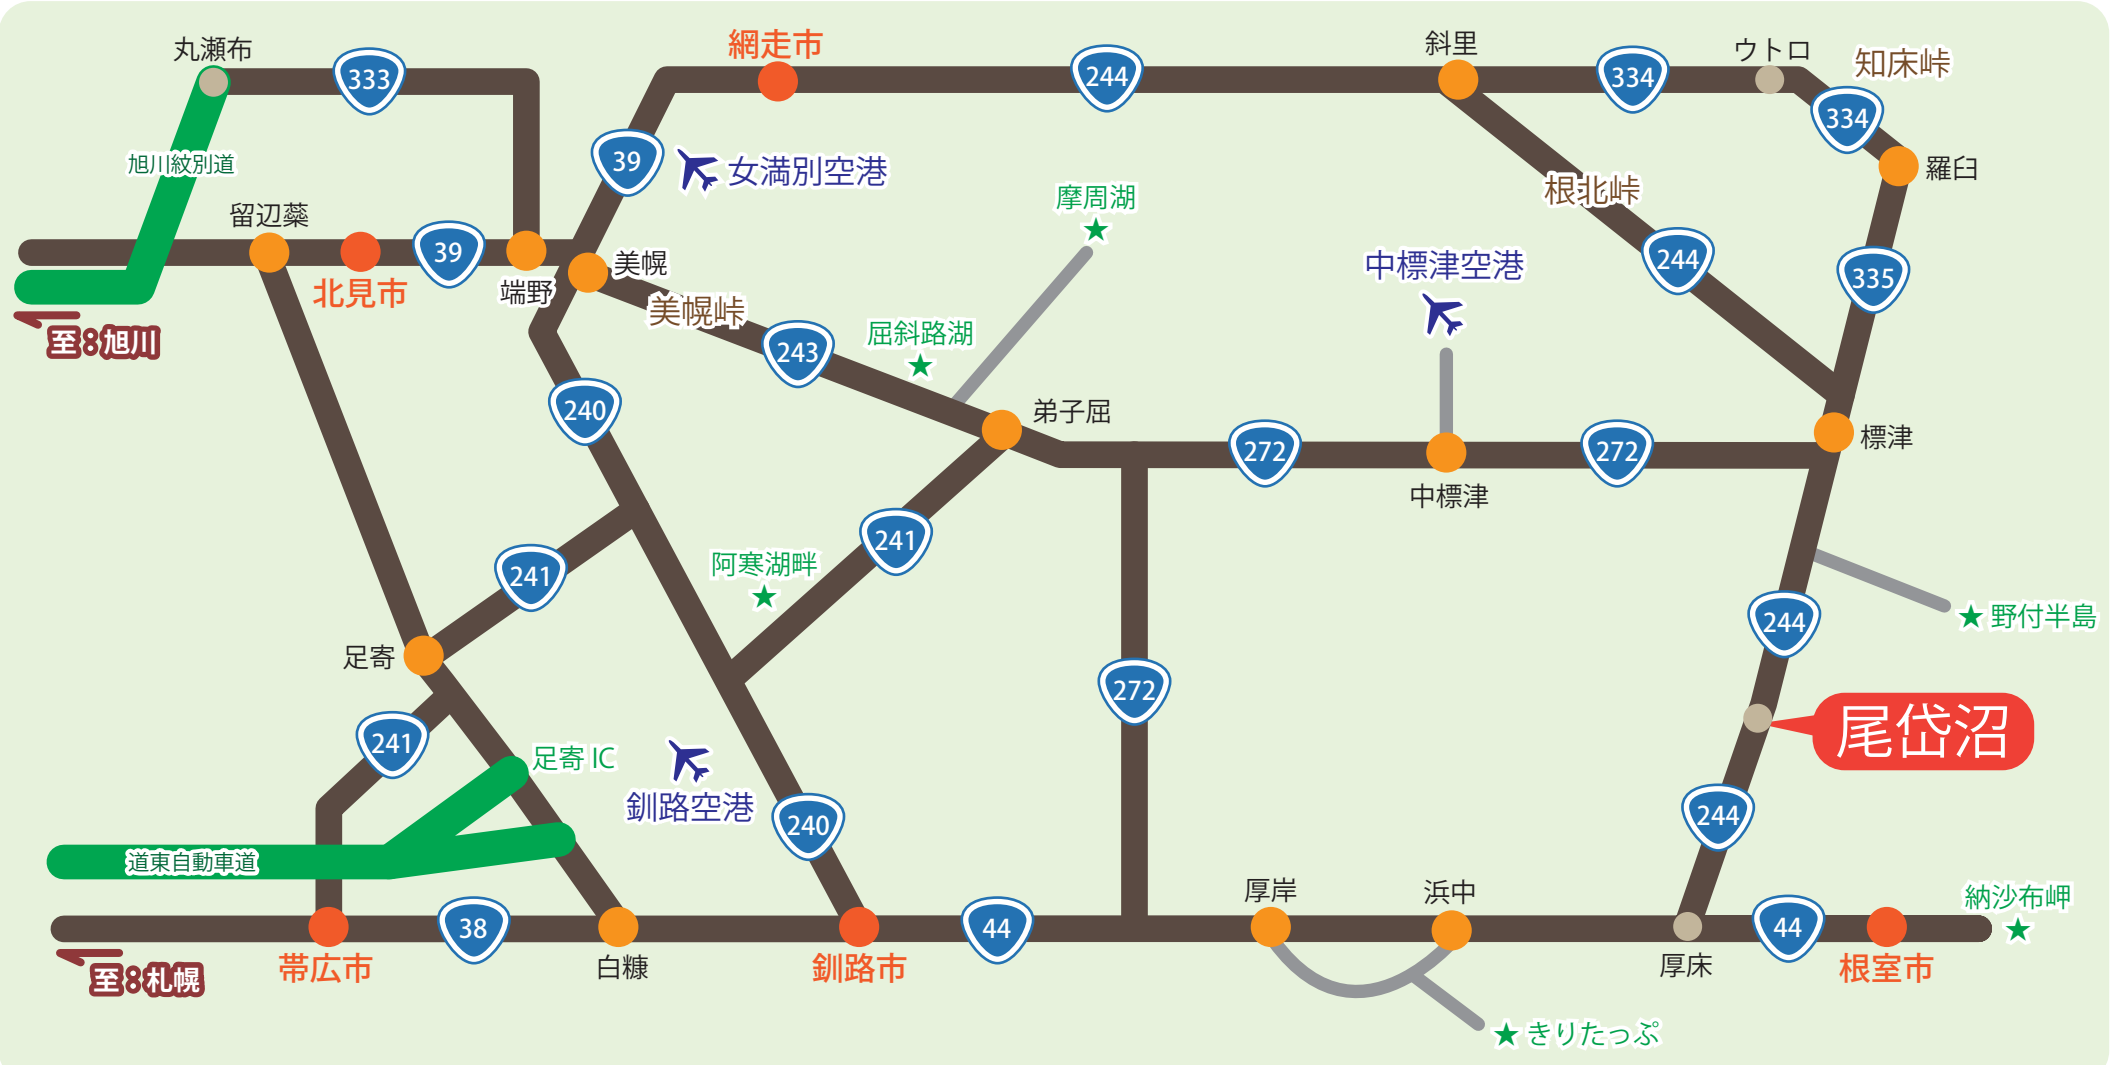 丸瀬布
333
網走市
244
斜里
334
ウトロ
知床峠
334
羅臼
旭川紋別道
39
女満別空港
摩周湖
根北峠
留辺蘂
39
北見市
端野
美幌
美幌峠
244
335
中標津空港
至:旭川
243
屈斜路湖
240
弟子屈
272
272
標津
中標津
241
阿寒湖畔
241
244
野付半島
足寄
272
241
足寄 IC
尾岱沼
釧路空港
240
244
道東自動車道
厚岸
浜中
納沙布岬
38
44
44
至:札幌
帯広市
白糠
釧路市
厚床
根室市
きりたっぷ